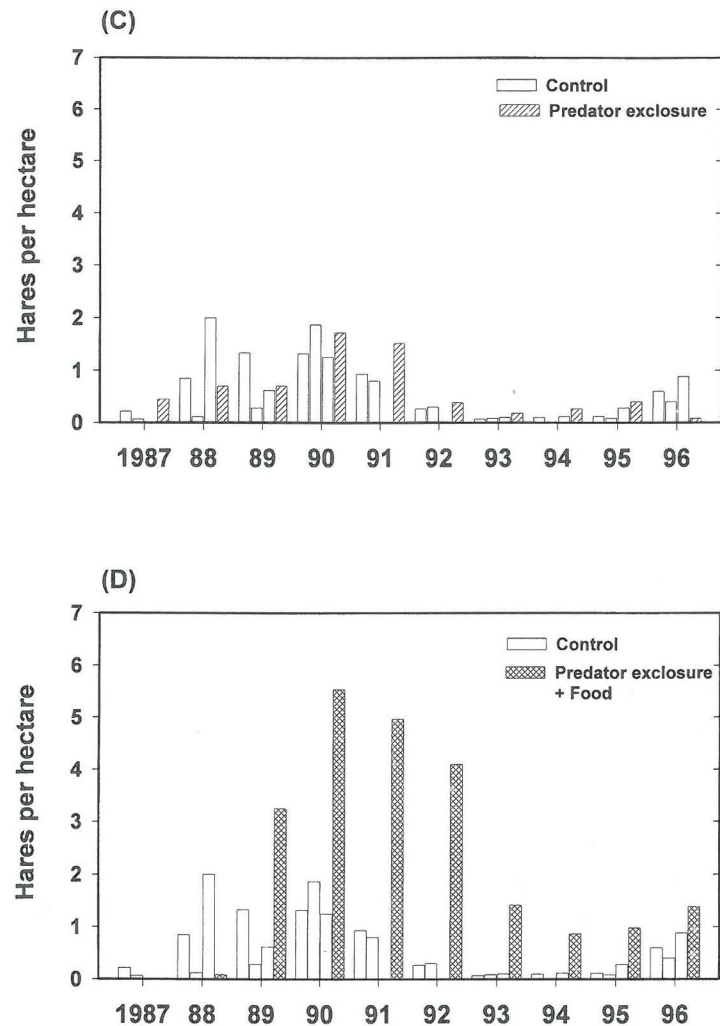 (C)
7
6
5
4
3
2
1
0
Hares per hectare
Control
Predator exclosure
1987 88 89 90 91 92 93 94 95 96
(D)
7
6
5
4
3
2
1
0
Hares per hectare
Control
Predator exclosure
+ Food
1987 88 89 90 91 92 93 94 95 96